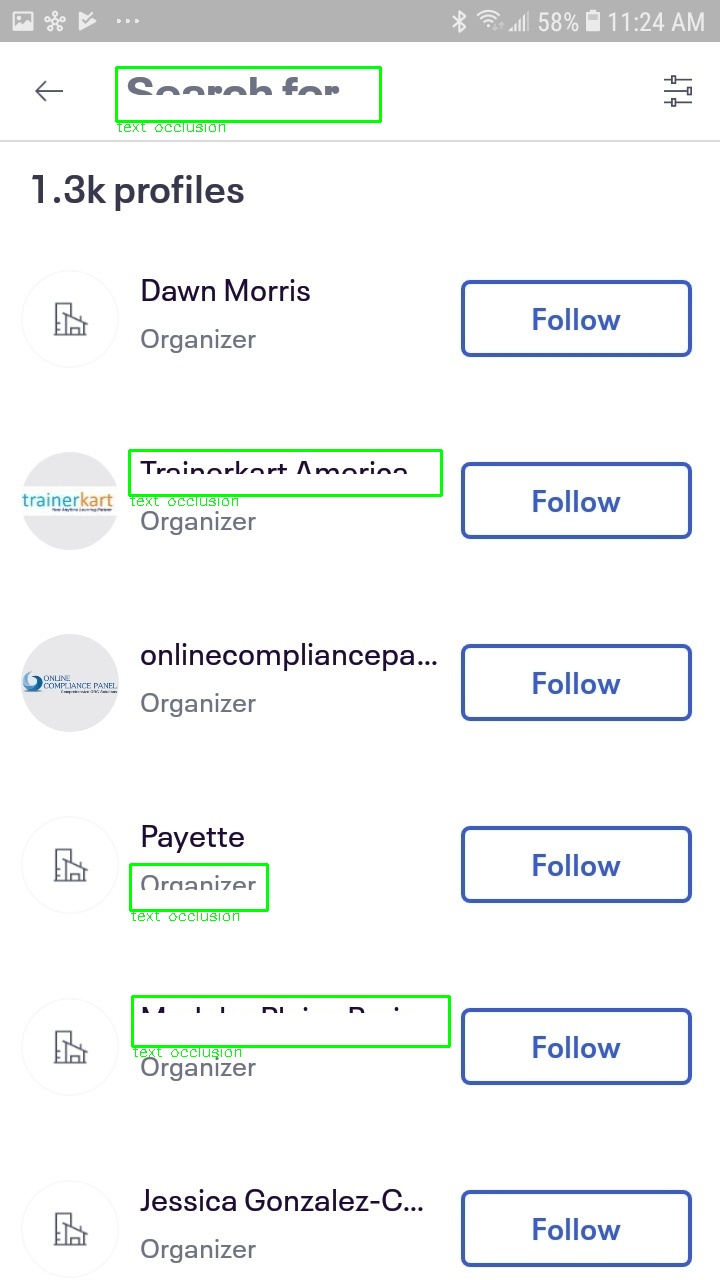 58% 11:24 AM
Search for
text occlusion
1.3k profiles
Dawn Morris
Organizer
Follow
trainerkart
Trainerkart America
text occlusion
Organizer
Follow
ONLINE
COMPLIANCE PANEL
onlinecompliancepa...
Organizer
Follow
Payette
Organizer
text occlusion
Follow
text occlusion
Organizer
Follow
Jessica Gonzalez-C...
Organizer
Follow